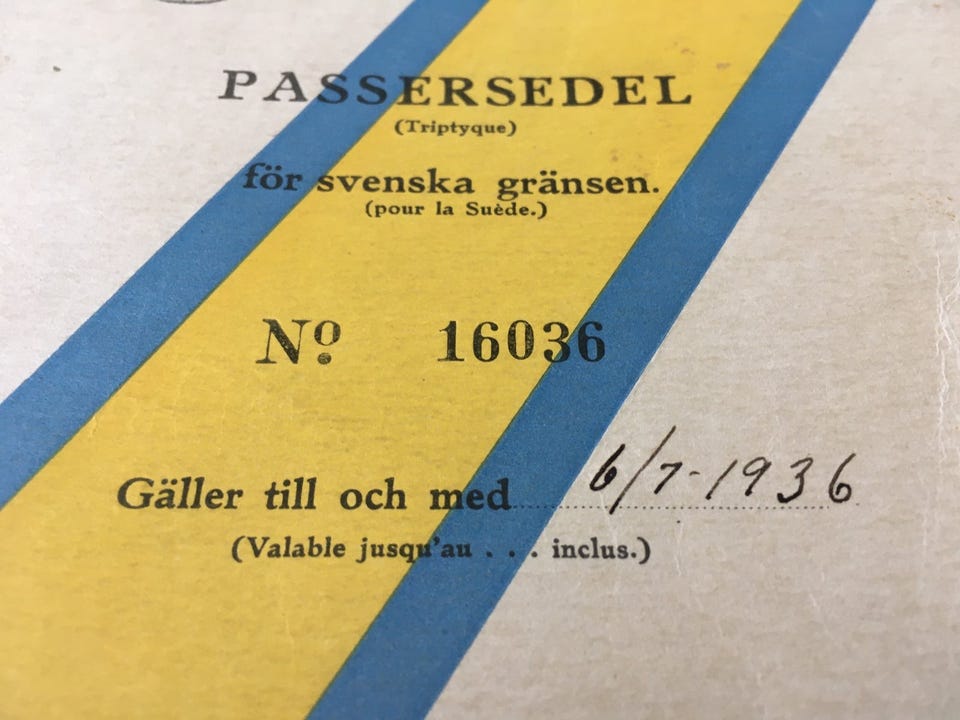 PASSERSEDEL
(Triptyque)
för svenska gränsen.
(pour la Suède.)
Nº 16036
Gäller till och med 6/7-1936
(Valable jusqu'au . . . inclus.)